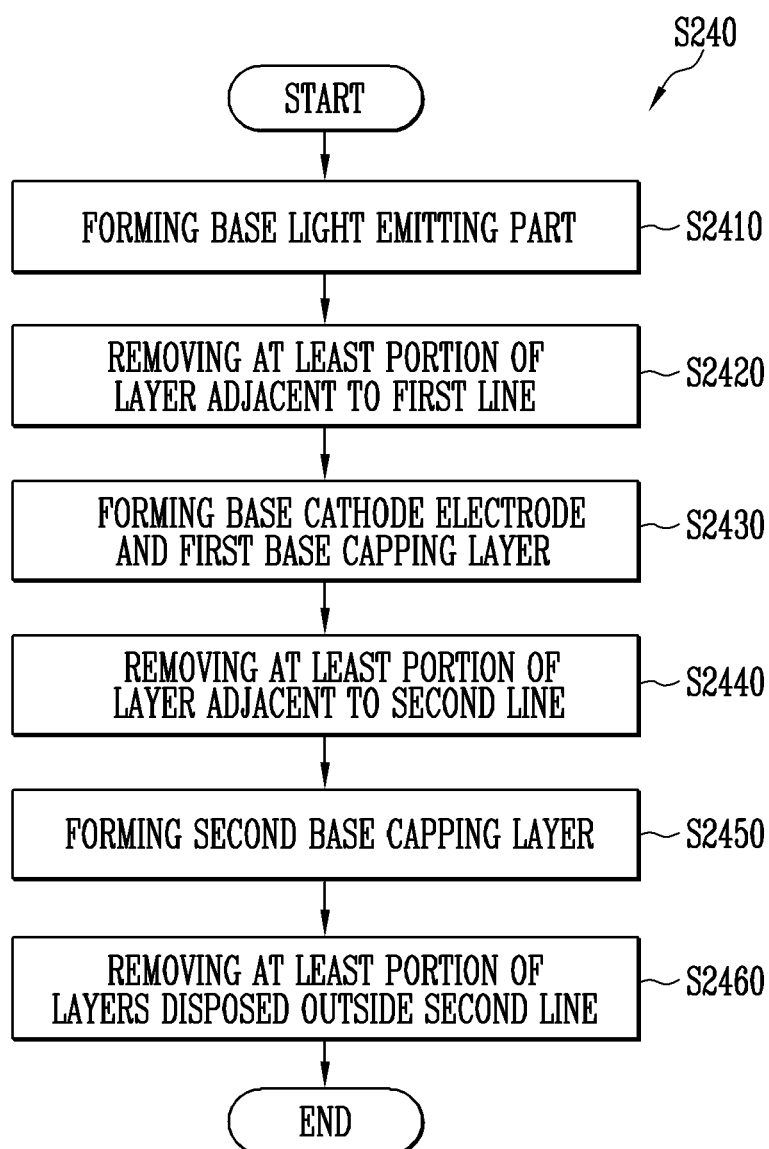 S240
START
FORMING BASE LIGHT EMITTING PART
S2410
REMOVING AT LEAST PORTION OF
LAYER ADJACENT TO FIRST LINE
S2420
FORMING BASE CATHODE ELECTRODE
AND FIRST BASE CAPPING LAYER
S2430
REMOVING AT LEAST PORTION OF
LAYER ADJACENT TO SECOND LINE
S2440
FORMING SECOND BASE CAPPING LAYER
S2450
REMOVING AT LEAST PORTION OF
LAYERS DISPOSED OUTSIDE SECOND LINE
S2460
END